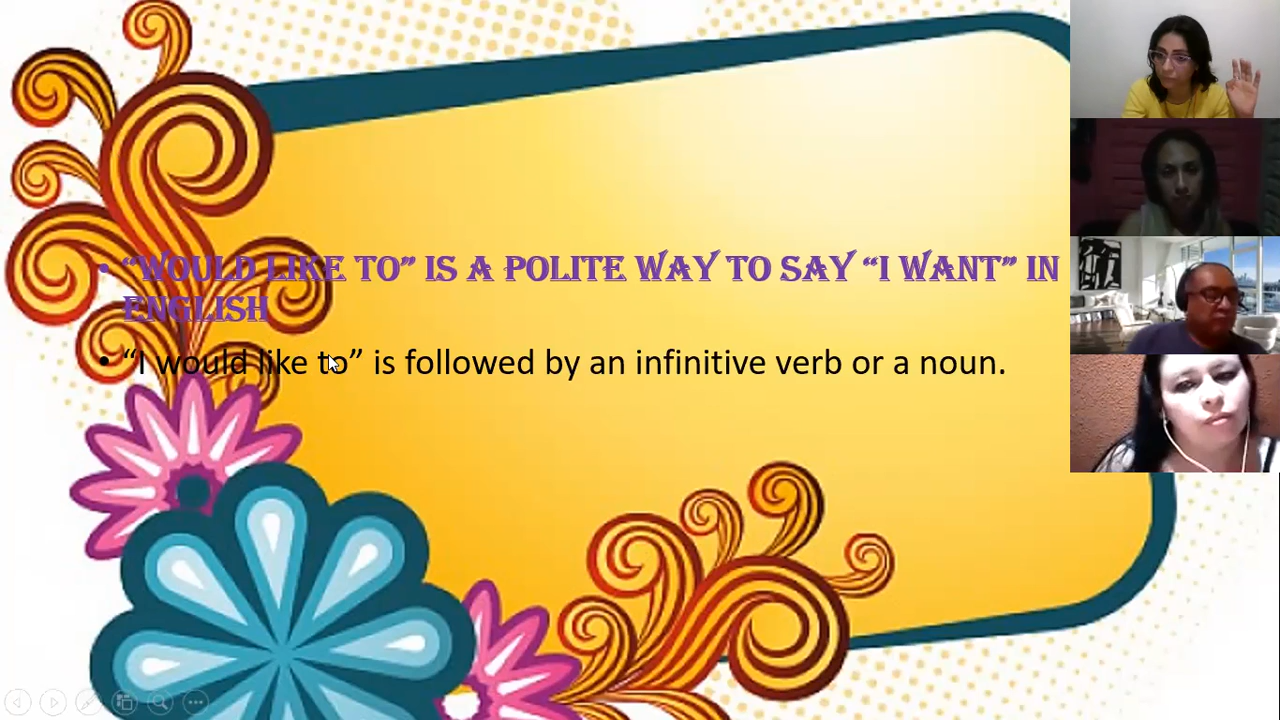 • “WOULD LIKE TO” IS A POLITE WAY TO SAY “I WANT” IN
ENGLISH
• “I would like to” is followed by an infinitive verb or a noun.